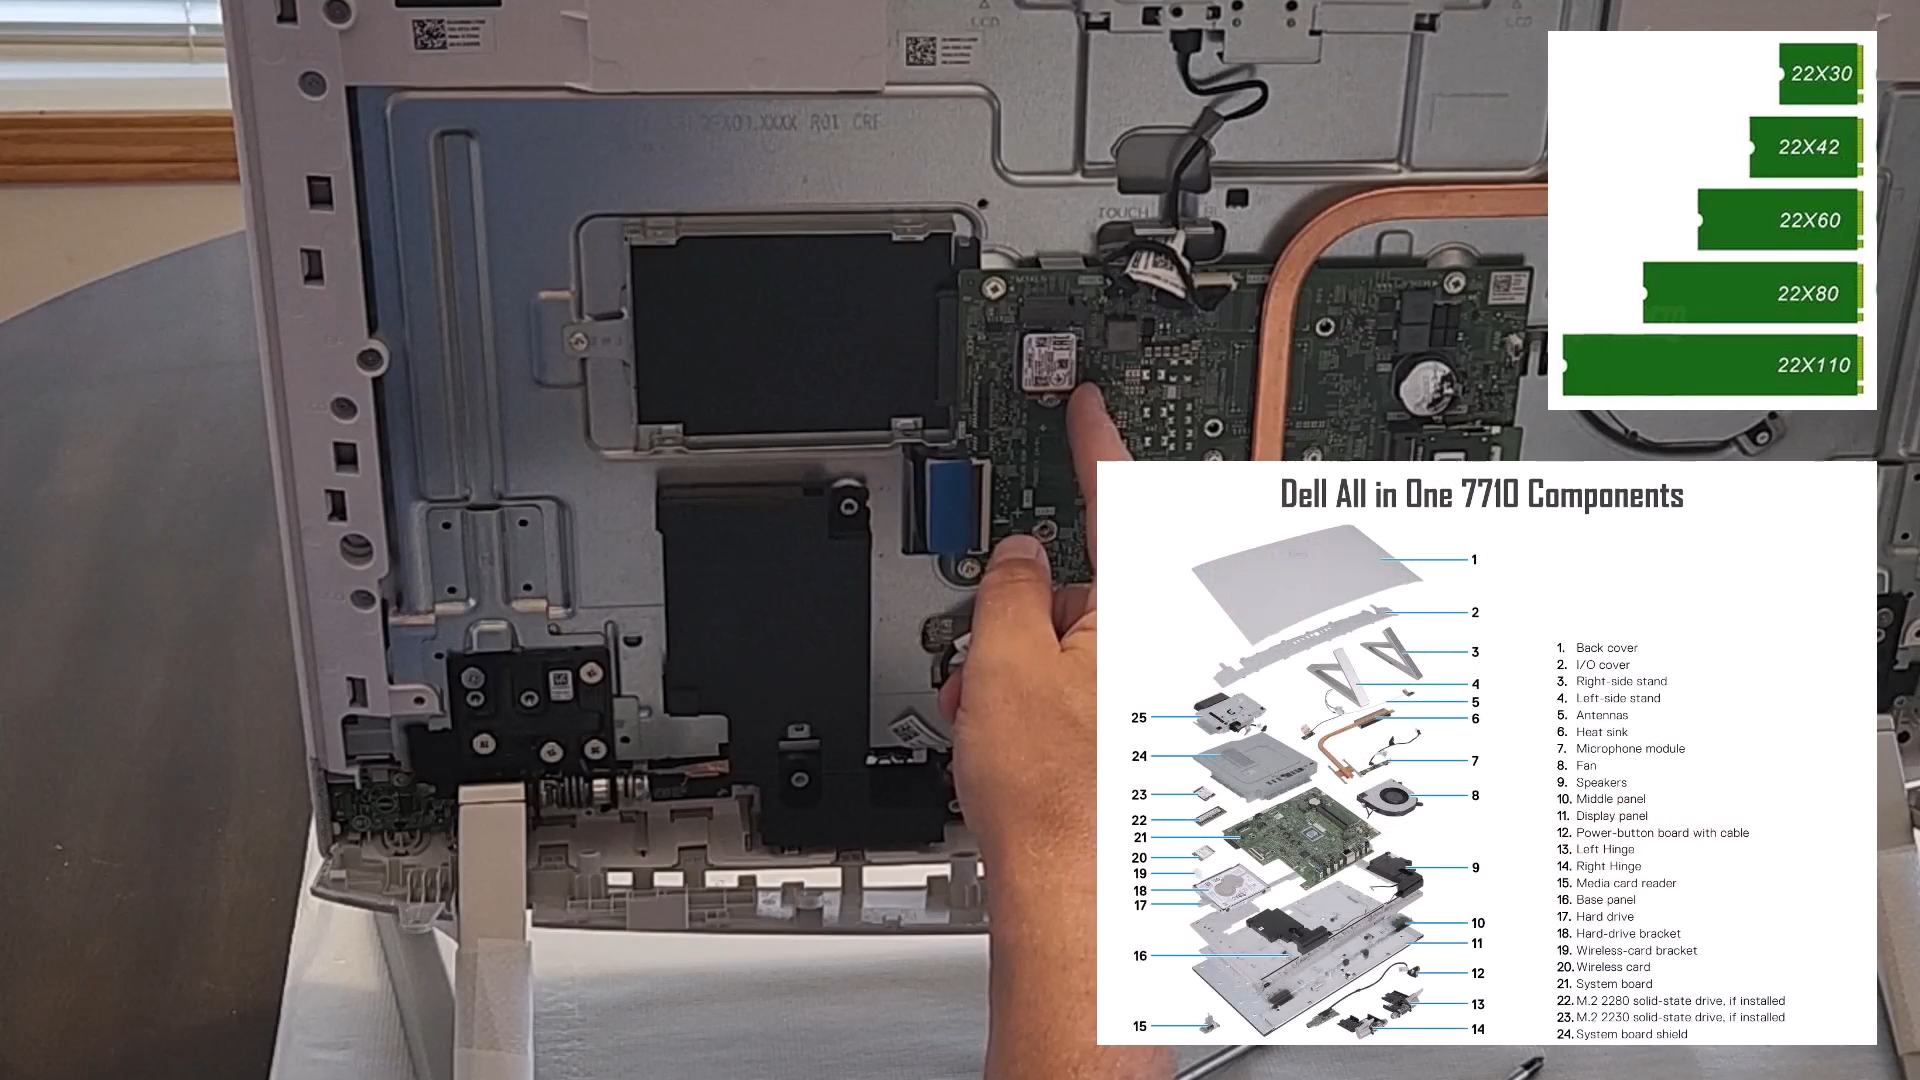 LCD
LCD
22X30
22X42
22X60
22X80
22X110
TOUCH
Dell All in One 7710 Components
1
2
3
4
5
6
7
8
9
10
11
12
13
14
25
24
23
22
21
20
19
18
17
16
15
1. Back cover
2. I/O cover
3. Right-side stand
4. Left-side stand
5. Antennas
6. Heat sink
7. Microphone module
8. Fan
9. Speakers
10. Middle panel
11. Display panel
12. Power-button board with cable
13. Left Hinge
14. Right Hinge
15. Media card reader
16. Base panel
17. Hard drive
18. Hard-drive bracket
19. Wireless-card bracket
20. Wireless card
21. System board
22. M.2 2280 solid-state drive, if installed
23. M.2 2230 solid-state drive, if installed
24. System board shield